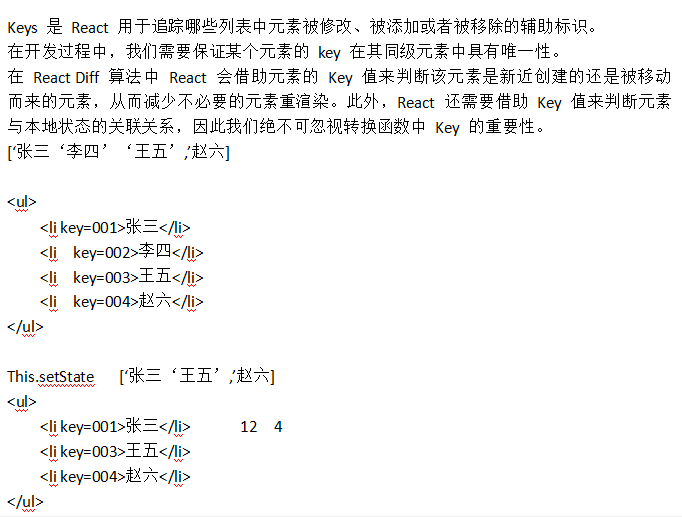 Keys 是 React 用于追踪哪些列表中元素被修改、被添加或者被移除的辅助标识。
在开发过程中，我们需要保证某个元素的 key 在其同级元素中具有唯一性。
在 React Diff 算法中 React 会借助元素的 Key 值来判断该元素是新近创建的还是被移动
而来的元素，从而减少不必要的元素重渲染。此外，React 还需要借助 Key 值来判断元素
与本地状态的关联关系，因此我们绝不可忽视转换函数中 Key 的重要性。
[‘张三‘李四’ ‘王五’,’赵六]
<ul>
<li key=001>张三</li>
<li key=002>李四</li>
<li key=003>王五</li>
<li key=004>赵六</li>
</ul>
This.setState [‘张三‘王五’,’赵六]
<ul>
<li key=001>张三</li> 12 4
<li key=003>王五</li>
<li key=004>赵六</li>
</ul>